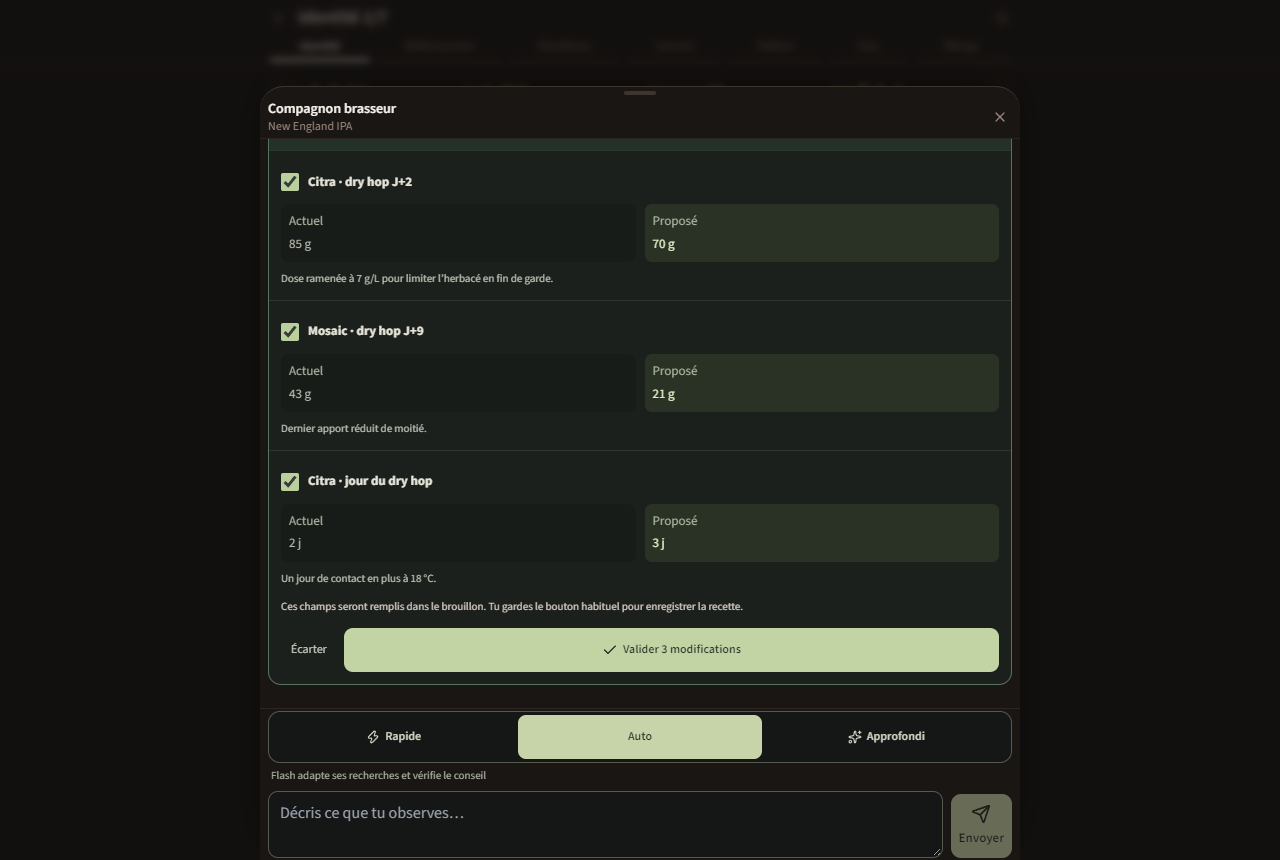 Compagnon brasseur
New England IPA
Citra · dry hop J+2
Actuel
85 g
Proposé
70 g
Dose ramenée à 7 g/L pour limiter l'herbacé en fin de garde.
Mosaic · dry hop J+9
Actuel
43 g
Proposé
21 g
Dernier apport réduit de moitié.
Citra · jour du dry hop
Actuel
2 j
Proposé
3 j
Un jour de contact en plus à 18 °C.
Ces champs seront remplis dans le brouillon. Tu gardes le bouton habituel pour enregistrer la recette.
Écarter
Valider 3 modifications
Rapide
Auto
Approfondi
Flash adapte ses recherches et vérifie le conseil
Décris ce que tu observes…
Envoyer